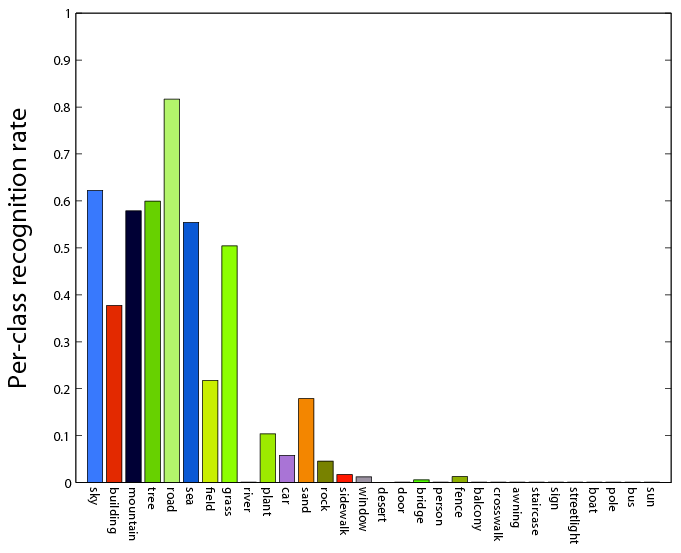 Per-class recognition rate
1
0.9
0.8
0.7
0.6
0.5
0.4
0.3
0.2
0.1
0
sky
building
mountain
tree
road
sea
field
grass
river
plant
car
sand
rock
sidewalk
window
desert
door
bridge
person
fence
balcony
crosswalk
awning
staircase
sign
streetlight
boat
pole
bus
sun